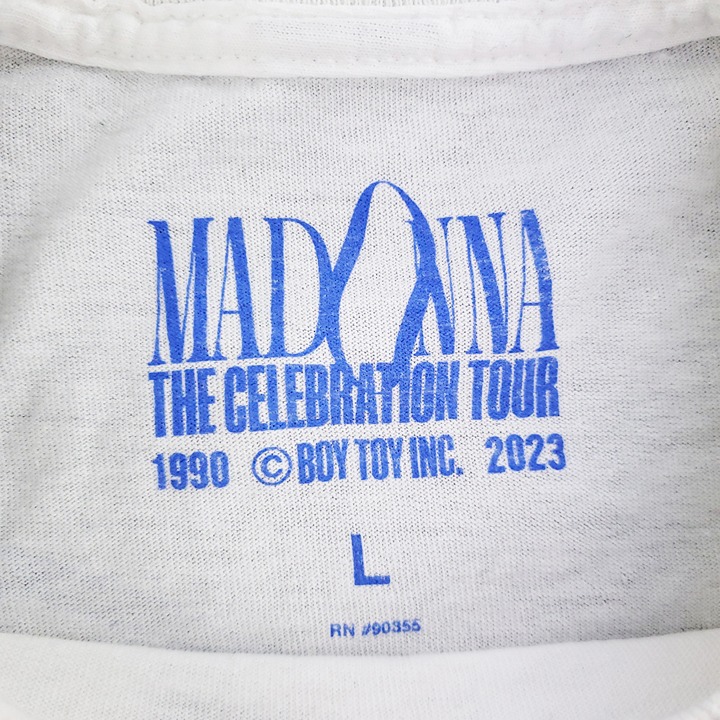 MADONNA
THE CELEBRATION TOUR
1990 © BOY TOY INC. 2023
L
RN #90355